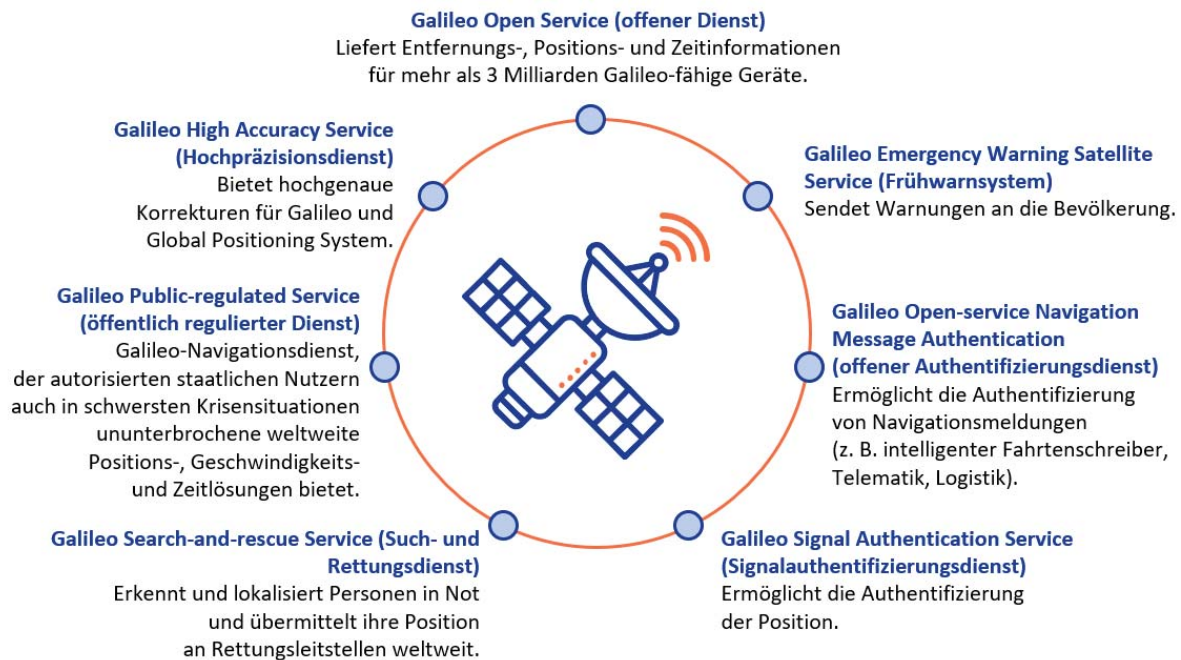 Galileo Open Service (offener Dienst)
Liefert Entfernungs-, Positions- und Zeitinformationen
für mehr als 3 Milliarden Galileo-fähige Geräte.
Galileo High Accuracy Service
(Hochpräzisionsdienst)
Bietet hochgenaue
Korrekturen für Galileo und
Global Positioning System.
Galileo Emergency Warning Satellite
Service (Frühwarnsystem)
Sendet Warnungen an die Bevölkerung.
Galileo Public-regulated Service
(öffentlich regulierter Dienst)
Galileo-Navigationsdienst,
der autorisierten staatlichen Nutzern
auch in schwersten Krisensituationen
ununterbrochene weltweite
Positions-, Geschwindigkeits-
und Zeitlösungen bietet.
Galileo Open-service Navigation
Message Authentication
(offener Authentifizierungsdienst)
Ermöglicht die Authentifizierung
von Navigationsmeldungen
(z. B. intelligenter Fahrtenschreiber,
Telematik, Logistik).
Galileo Search-and-rescue Service (Such- und
Rettungsdienst)
Erkennt und lokalisiert Personen in Not
und übermittelt ihre Position
an Rettungsleitstellen weltweit.
Galileo Signal Authentication Service
(Signalauthentifizierungsdienst)
Ermöglicht die Authentifizierung
der Position.